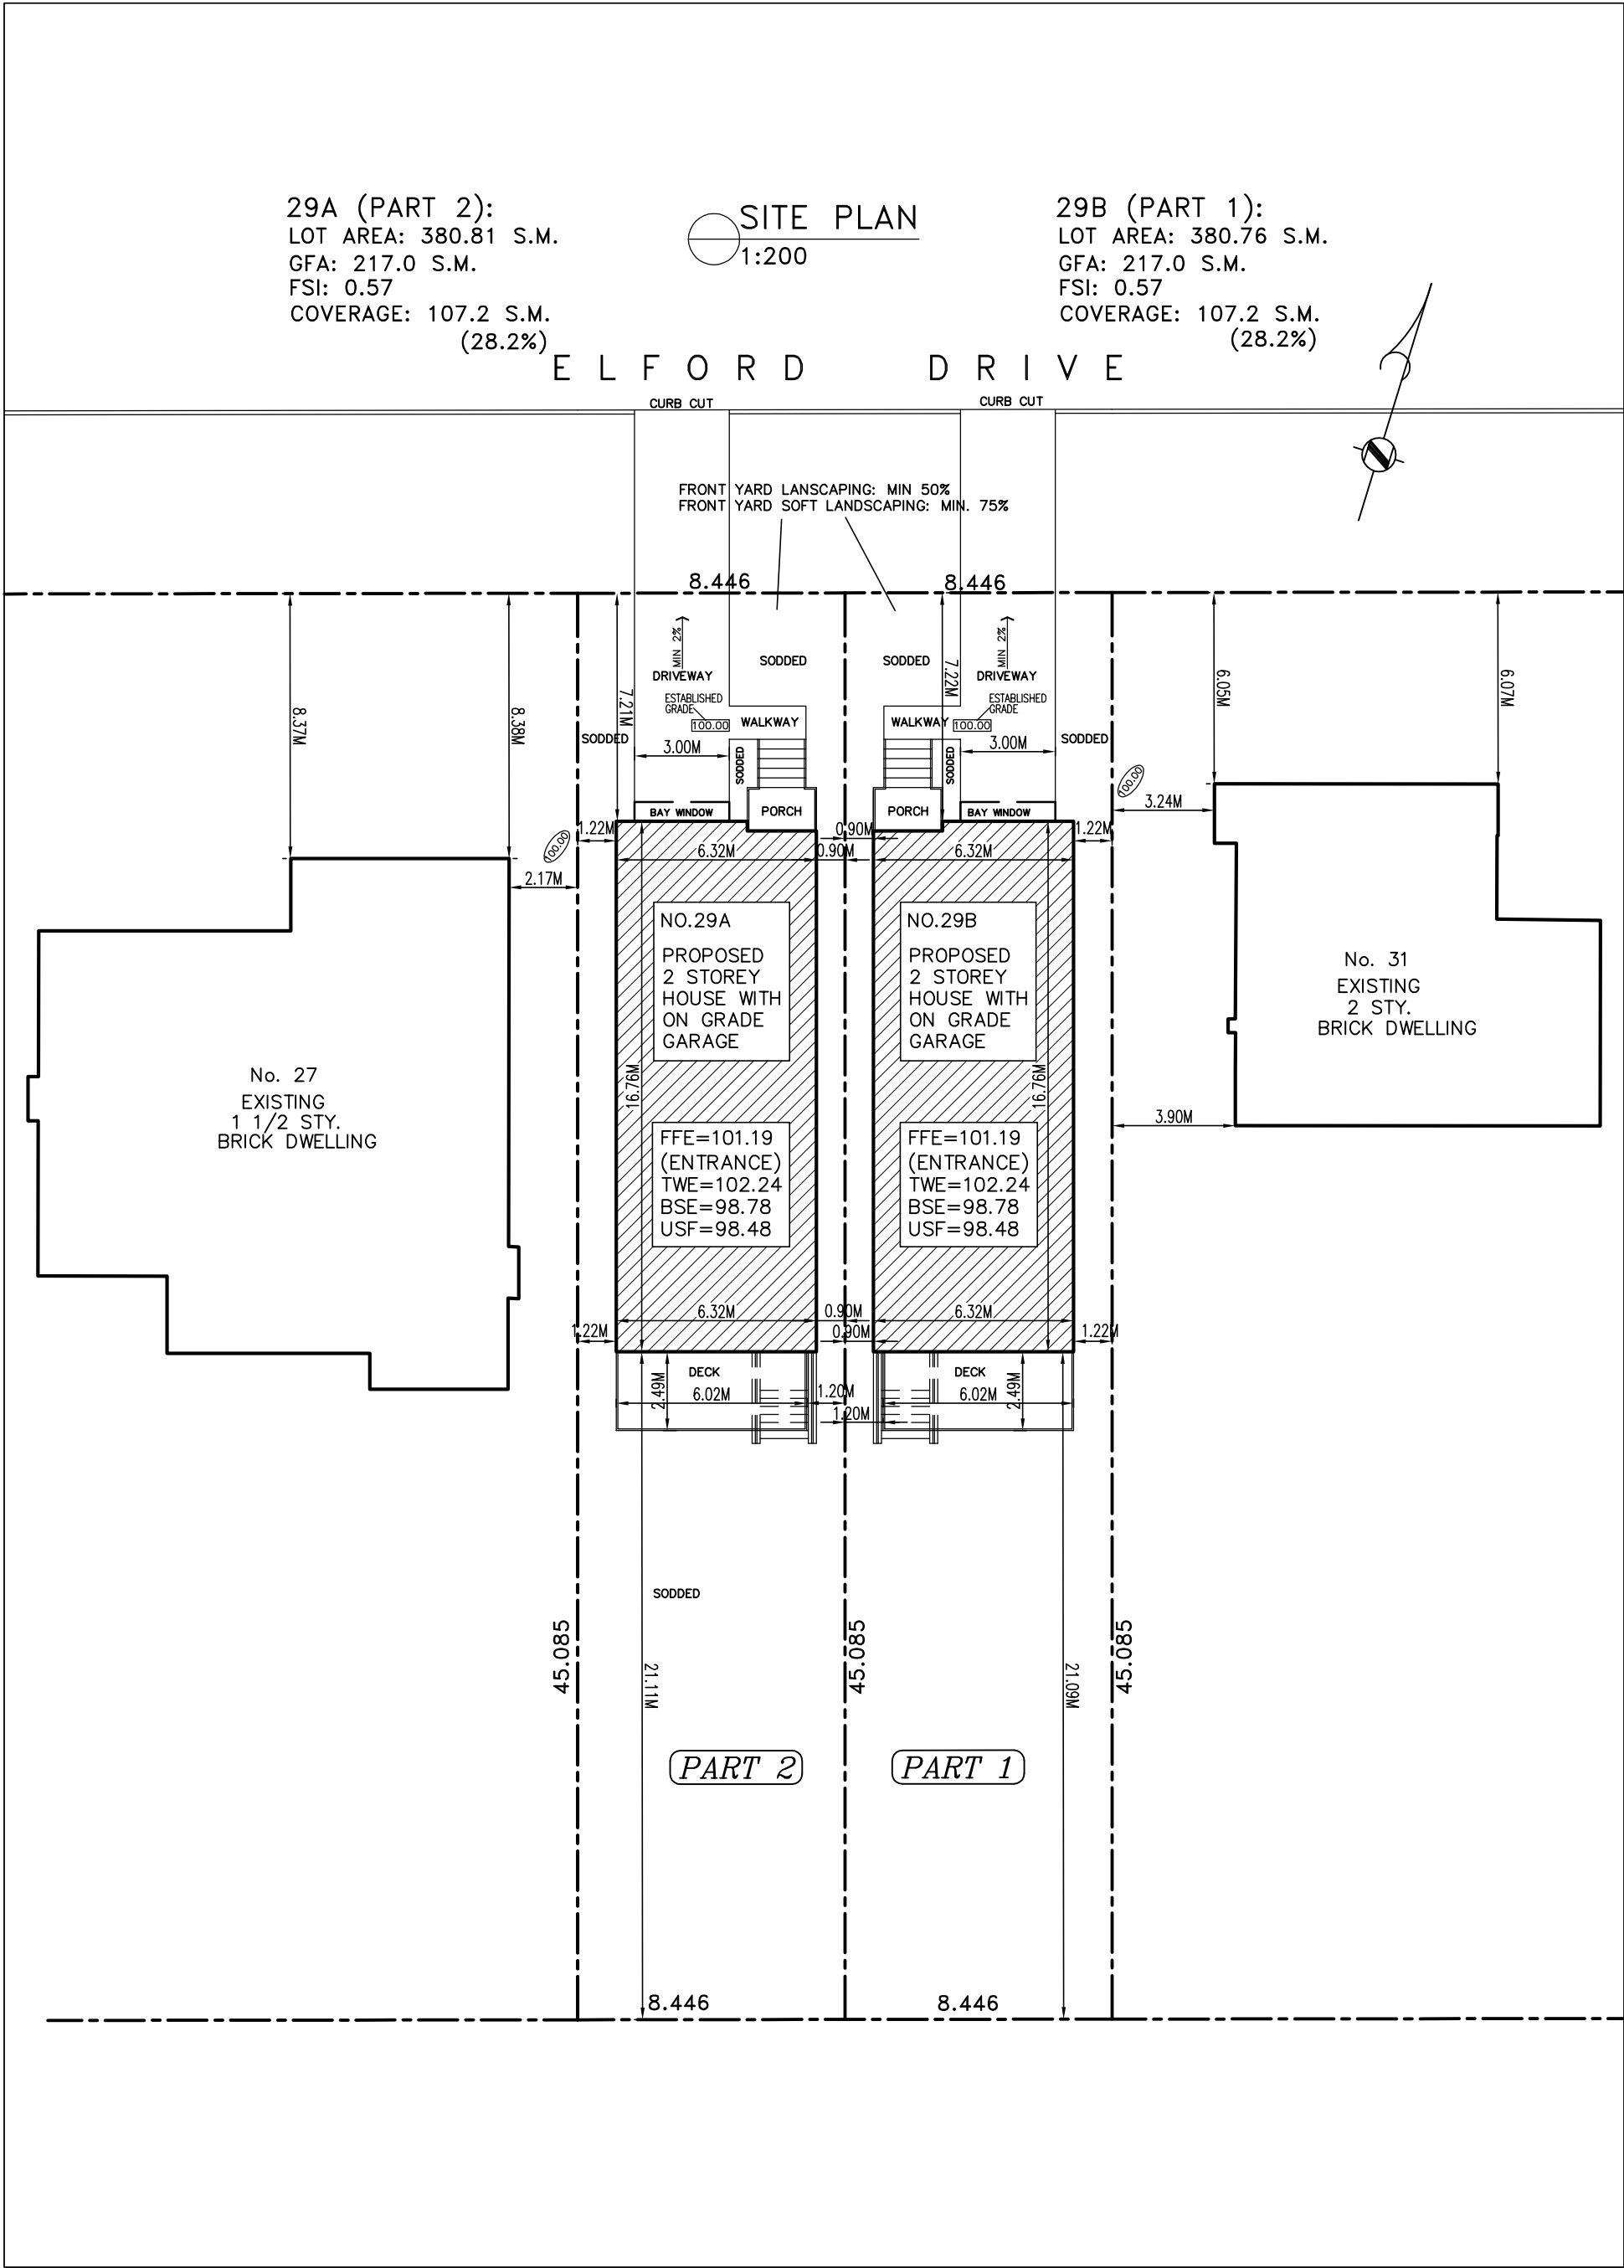 29A (PART 2):
LOT AREA: 380.81 S.M.
GFA: 217.0 S.M.
FSI: 0.57
COVERAGE: 107.2 S.M.
(28.2%)
SITE PLAN
1:200
29B (PART 1):
LOT AREA: 380.76 S.M.
GFA: 217.0 S.M.
FSI: 0.57
COVERAGE: 107.2 S.M.
(28.2%)
ELFORD DRIVE
CURB CUT
CURB CUT
FRONT YARD LANSCAPING: MIN 50%
FRONT YARD SOFT LANDSCAPING: MIN. 75%
8.446
8.446
8.37M
8.38M
7.21M
MIN 2%
DRIVEWAY
ESTABLISHED
GRADE
100.00
SODDED
WALKWAY
SODDED
3.00M
SODDED
BAY WINDOW
PORCH
SODDED
7.22M
MIN 2%
DRIVEWAY
ESTABLISHED
GRADE
100.00
WALKWAY
3.00M
SODDED
SODDED
PORCH
BAY WINDOW
6.05M
6.07M
100.00
3.24M
100.00
1.22M
2.17M
6.32M
0.90M
0.90M
6.32M
1.22M
NO.29A
PROPOSED
2 STOREY
HOUSE WITH
ON GRADE
GARAGE
NO.29B
PROPOSED
2 STOREY
HOUSE WITH
ON GRADE
GARAGE
No. 31
EXISTING
2 STY.
BRICK DWELLING
No. 27
EXISTING
1 1/2 STY.
BRICK DWELLING
16.76M
16.76M
3.90M
FFE=101.19
(ENTRANCE)
TWE=102.24
BSE=98.78
USF=98.48
FFE=101.19
(ENTRANCE)
TWE=102.24
BSE=98.78
USF=98.48
1.22M
6.32M
0.90M
0.90M
6.32M
1.22M
DECK
2.49M
6.02M
1.20M
1.20M
DECK
6.02M
2.49M
SODDED
45.085
21.11M
45.085
21.09M
45.085
PART 2
PART 1
8.446
8.446